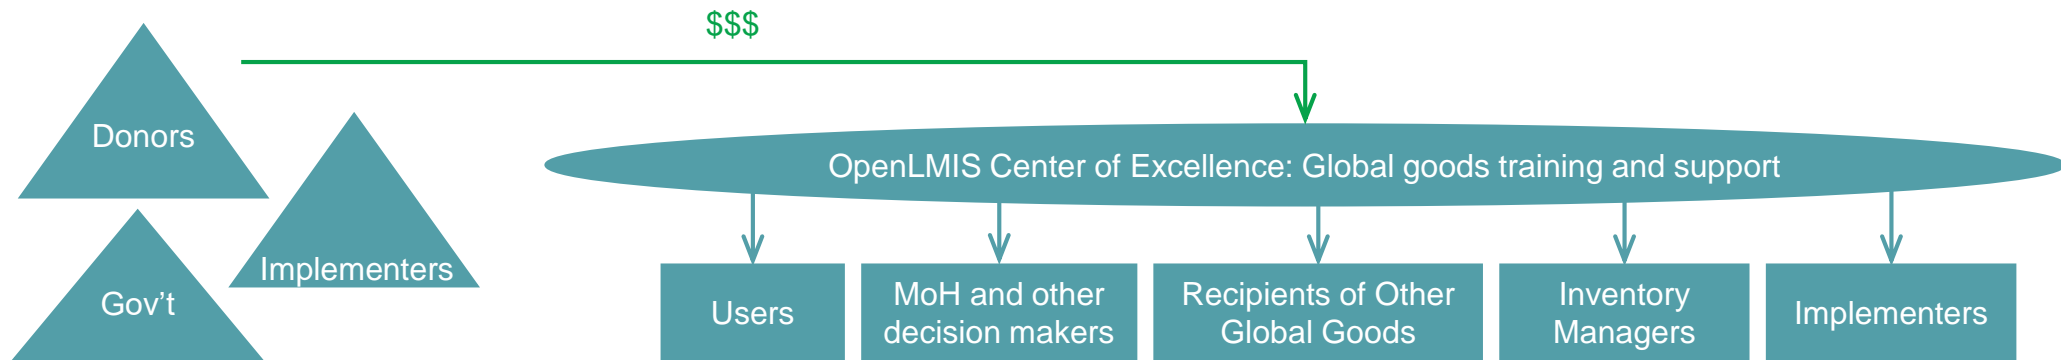 $$$
Donors
Implementers
Gov’t
OpenLMIS Center of Excellence: Global goods training and support
Users
MoH and other
decision makers
Recipients of Other
Global Goods
Inventory
Managers
Implementers